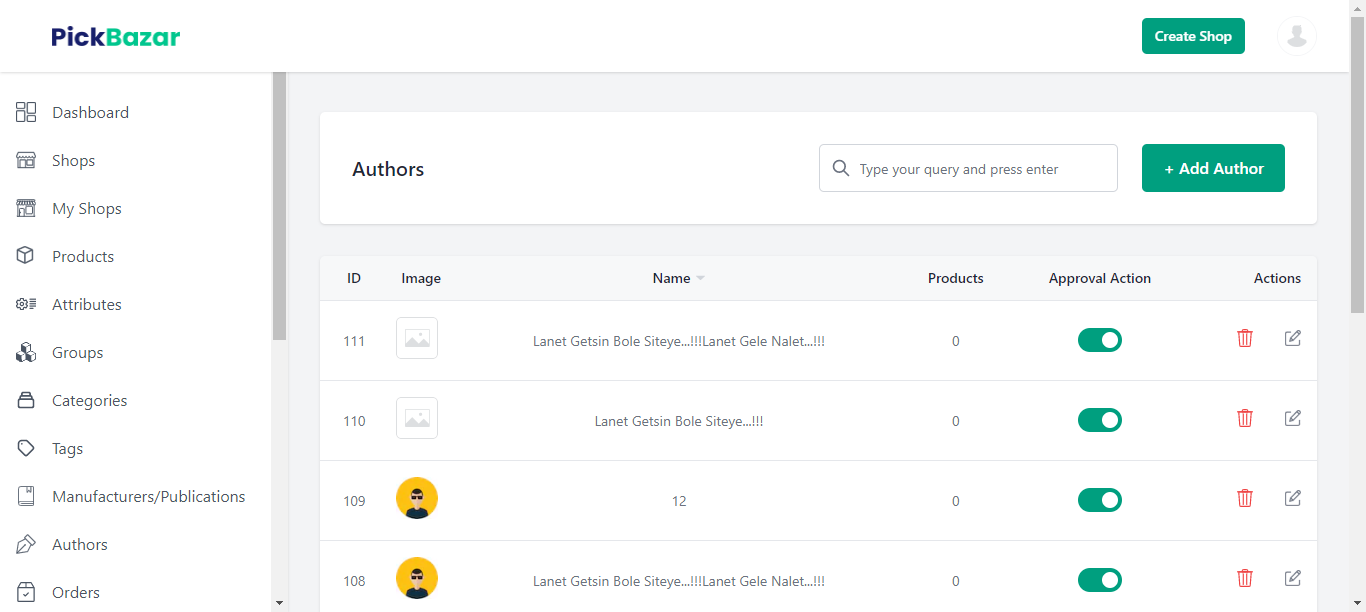 PickBazar
Create Shop
Dashboard
Shops
My Shops
Products
Attributes
Groups
Categories
Tags
Manufacturers/Publications
Authors
Orders
Authors
Type your query and press enter
+ Add Author
ID Image Name Products Approval Action Actions
111 Lanet Getsin Bole Siteye...!!!Lanet Gele Nalet...!!! 0
110 Lanet Getsin Bole Siteye...!!! 0
109 12 0
108 Lanet Getsin Bole Siteye...!!!Lanet Gele Nalet...!!! 0